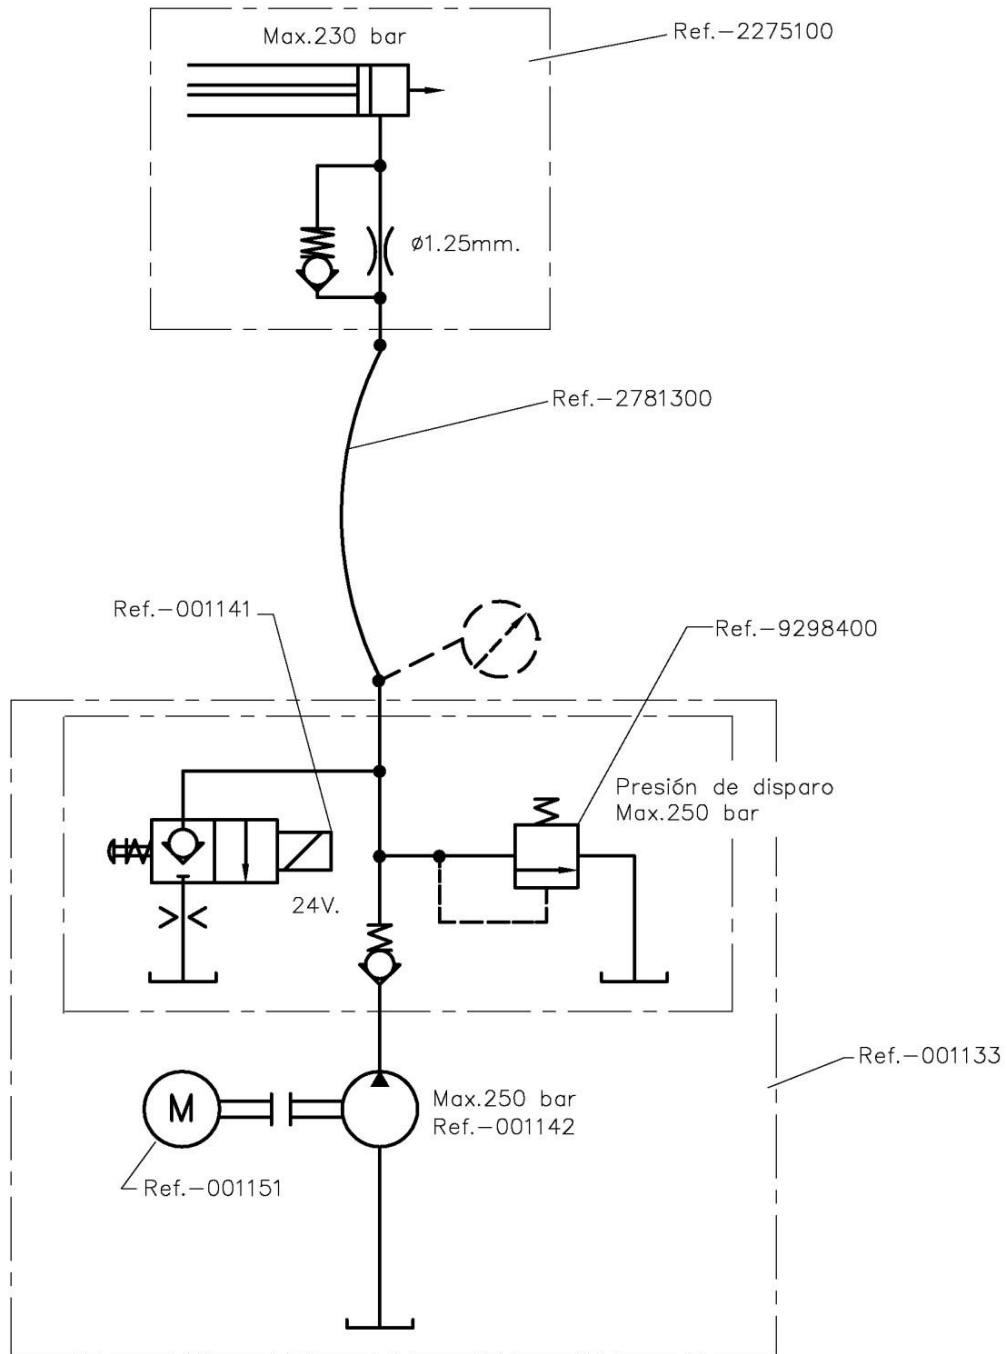 Max.230 bar
Ref.-2275100
ø1.25mm.
Ref.-2781300
Ref.-001141
Ref.-9298400
Presión de disparo
Max.250 bar
24V.
Ref.-001133
M
Max.250 bar
Ref.-001142
Ref.-001151